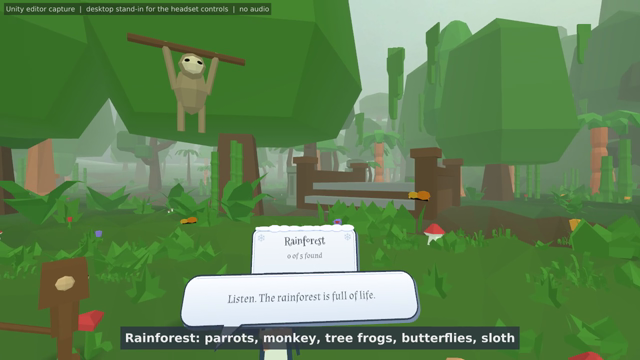 Unity editor capture | desktop stand-in for the headset controls | no audio
Rainforest
0 of 5 found
Listen. The rainforest is full of life.
Rainforest: parrots, monkey, tree frogs, butterflies, sloth